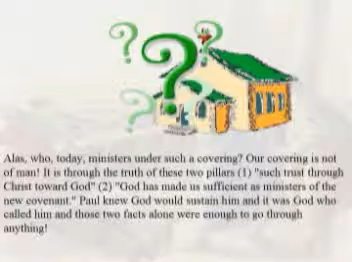 Alas, who, today, ministers under such a covering? Our covering is not
of man! It is through the truth of these two pillars (1) "such trust through
Christ toward God" (2) "God has made us sufficient as ministers of the
new covenant." Paul knew God would sustain him and it was God who
called him and those two facts alone were enough to go through
anything!